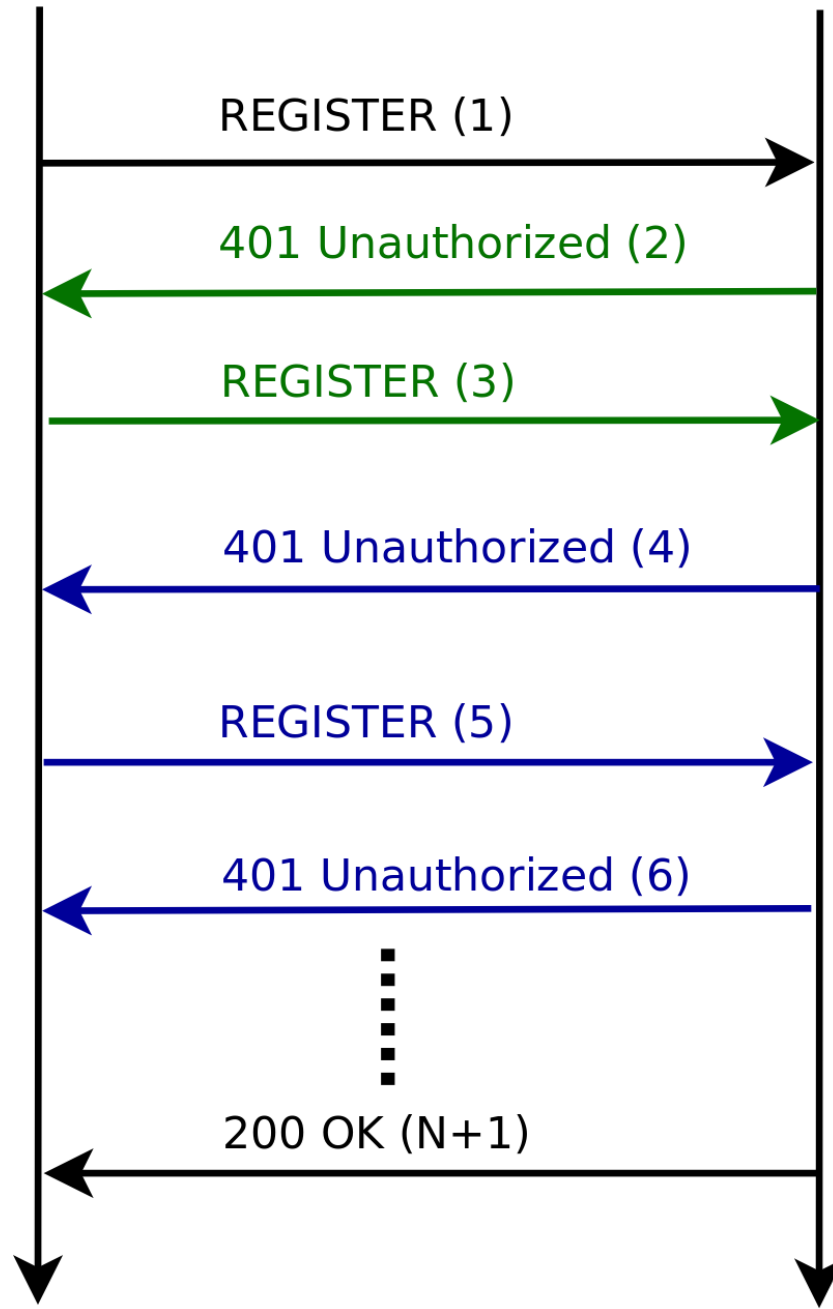 REGISTER (1)
401 Unauthorized (2)
REGISTER (3)
401 Unauthorized (4)
REGISTER (5)
401 Unauthorized (6)
200 OK (N+1)